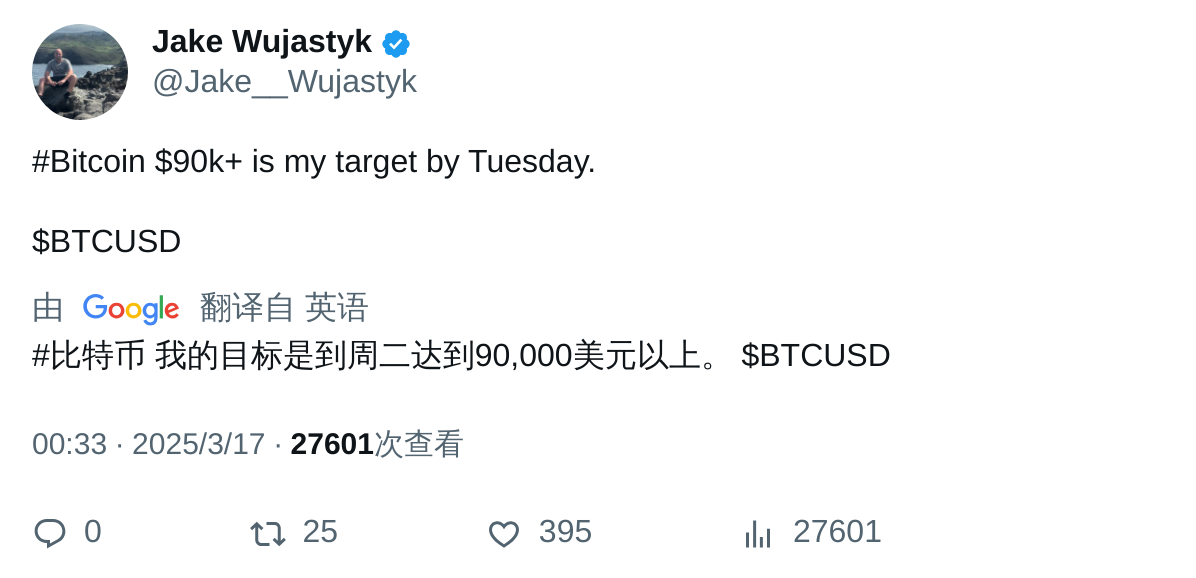 Jake Wujastyk
@Jake__Wujastyk
#Bitcoin $90k+ is my target by Tuesday.
$BTCUSD
由 Google 翻译自 英语
#比特币 我的目标是到周二达到90,000美元以上。 $BTCUSD
00:33 · 2025/3/17 · 27601次查看
0 25 395 27601